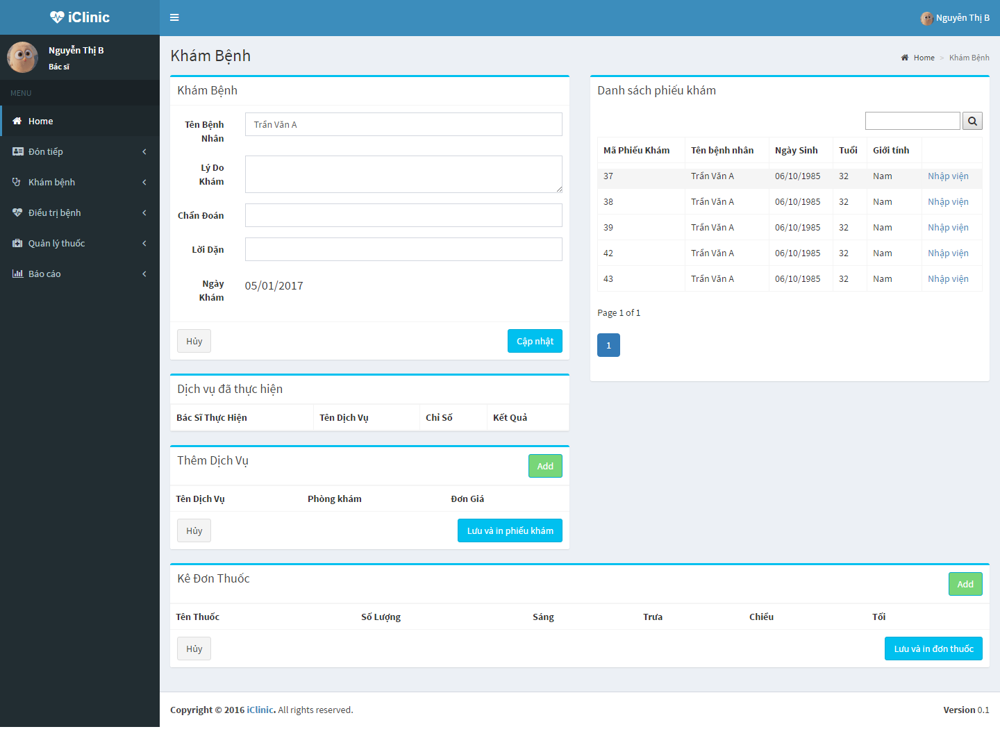 iClinic
Nguyễn Thị B
Nguyễn Thị B
Bác sĩ
MENU
Home
Đón tiếp
Khám bệnh
Điều trị bệnh
Quản lý thuốc
Báo cáo
Khám Bệnh
Home > Khám Bệnh
Khám Bệnh
Tên Bệnh
Nhân
Trần Văn A
Lý Do
Khám
Chẩn Đoán
Lời Dặn
Ngày
Khám
05/01/2017
Hủy
Cập nhật
Danh sách phiếu khám
Mã Phiếu Khám Tên bệnh nhân Ngày Sinh Tuổi Giới tính
37 Trần Văn A 06/10/1985 32 Nam Nhập viện
38 Trần Văn A 06/10/1985 32 Nam Nhập viện
39 Trần Văn A 06/10/1985 32 Nam Nhập viện
42 Trần Văn A 06/10/1985 32 Nam Nhập viện
43 Trần Văn A 06/10/1985 32 Nam Nhập viện
Page 1 of 1
1
Dịch vụ đã thực hiện
Bác Sĩ Thực Hiện Tên Dịch Vụ Chỉ Số Kết Quả
Thêm Dịch Vụ
Add
Tên Dịch Vụ Phòng khám Đơn Giá
Hủy
Lưu và in phiếu khám
Kê Đơn Thuốc
Add
Tên Thuốc Số Lượng Sáng Trưa Chiều Tối
Hủy
Lưu và in đơn thuốc
Copyright © 2016 iClinic. All rights reserved.
Version 0.1